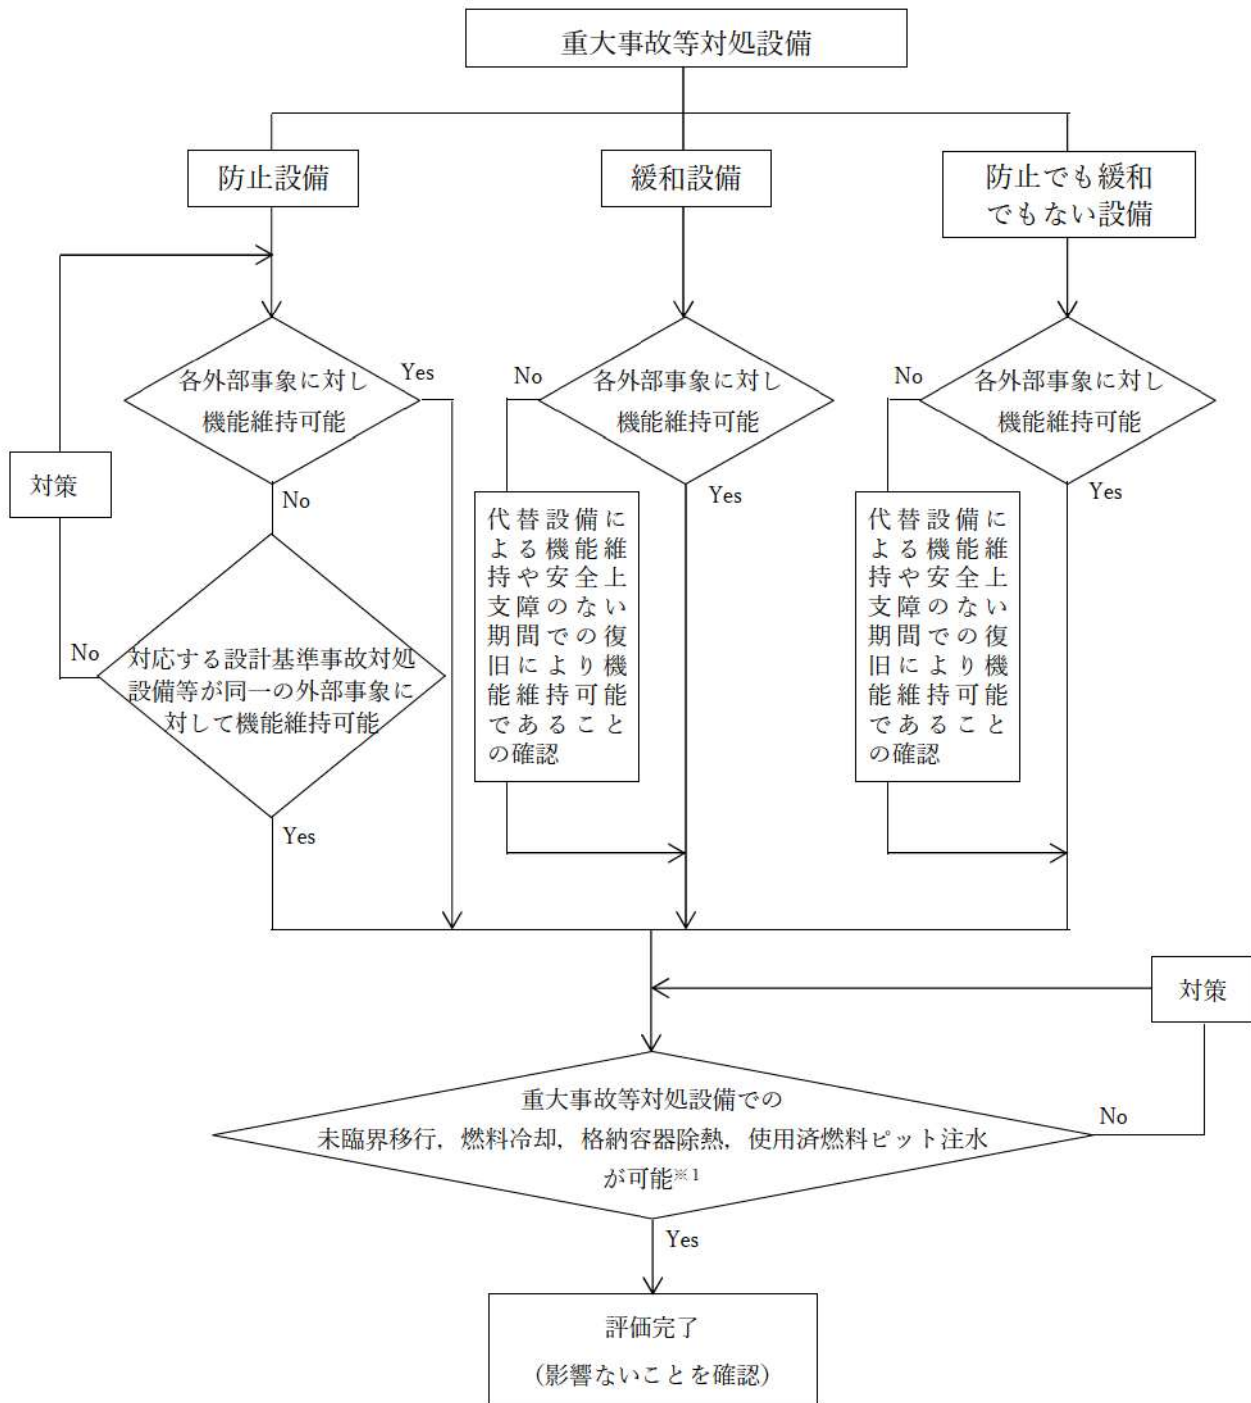 重大事故等対処設備
防止設備
緩和設備
防止でも緩和
でもない設備
各外部事象に対し
機能維持可能
Yes
No
対策
対応する設計基準事故対処
設備等が同一の外部事象に
対して機能維持可能
No
Yes
各外部事象に対し
機能維持可能
No
Yes
代替設備に
よる機能維
持や安全上
支障のない
期間での復
旧により機
能維持可能
であること
の確認
各外部事象に対し
機能維持可能
No
Yes
代替設備に
よる機能維
持や安全上
支障のない
期間での復
旧により機
能維持可能
であること
の確認
対策
重大事故等対処設備での
未臨界移行，燃料冷却，格納容器除熱，使用済燃料ピット注水
が可能※1
No
Yes
評価完了
（影響ないことを確認）